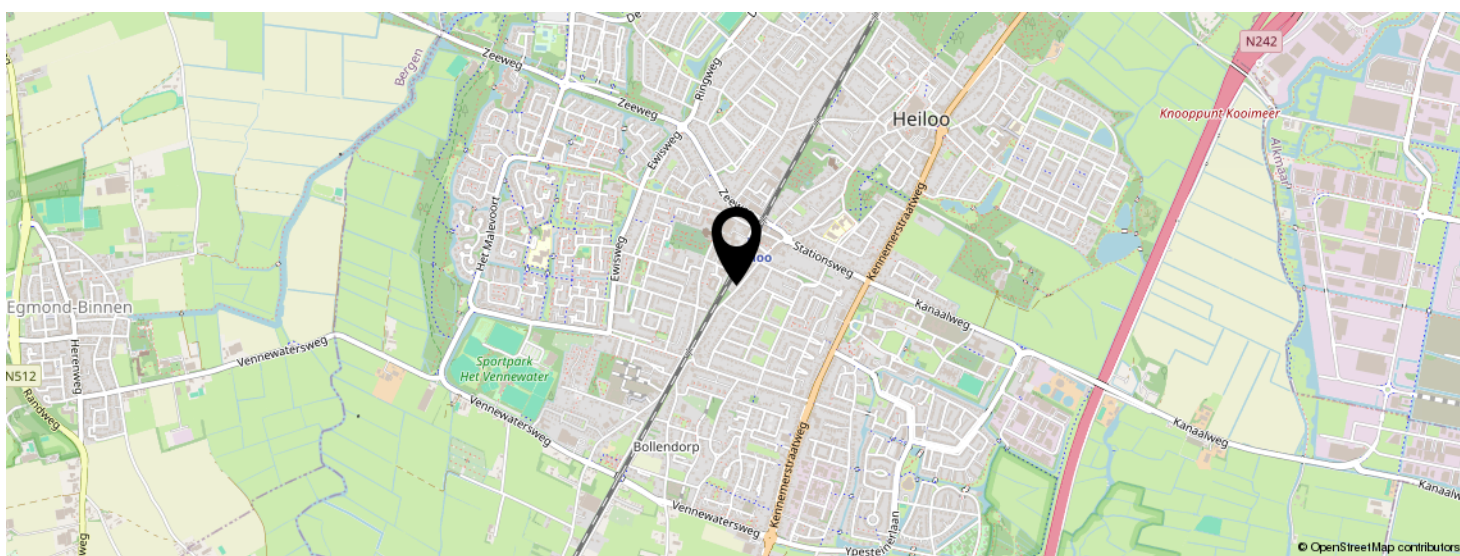 N242
Zeeweg
Bergen
Ringweg
Zeeweg
Heiloo
Knooppunt Kooimeer
Ewisweg
Alkmaar
Het Malevoort
Kennemerstraatweg
Ewisweg
Stationsweg
Egmond-Binnen
Kanaalweg
Herenweg
Vennewatersweg
Sportpark
Het Vennewater
N512
Randweg
Vennewatersweg
Kanaalweg
Bollendorp
Kennemerstraatweg
Vennewatersweg
Ypesteinerlaan
© OpenStreetMap contributors